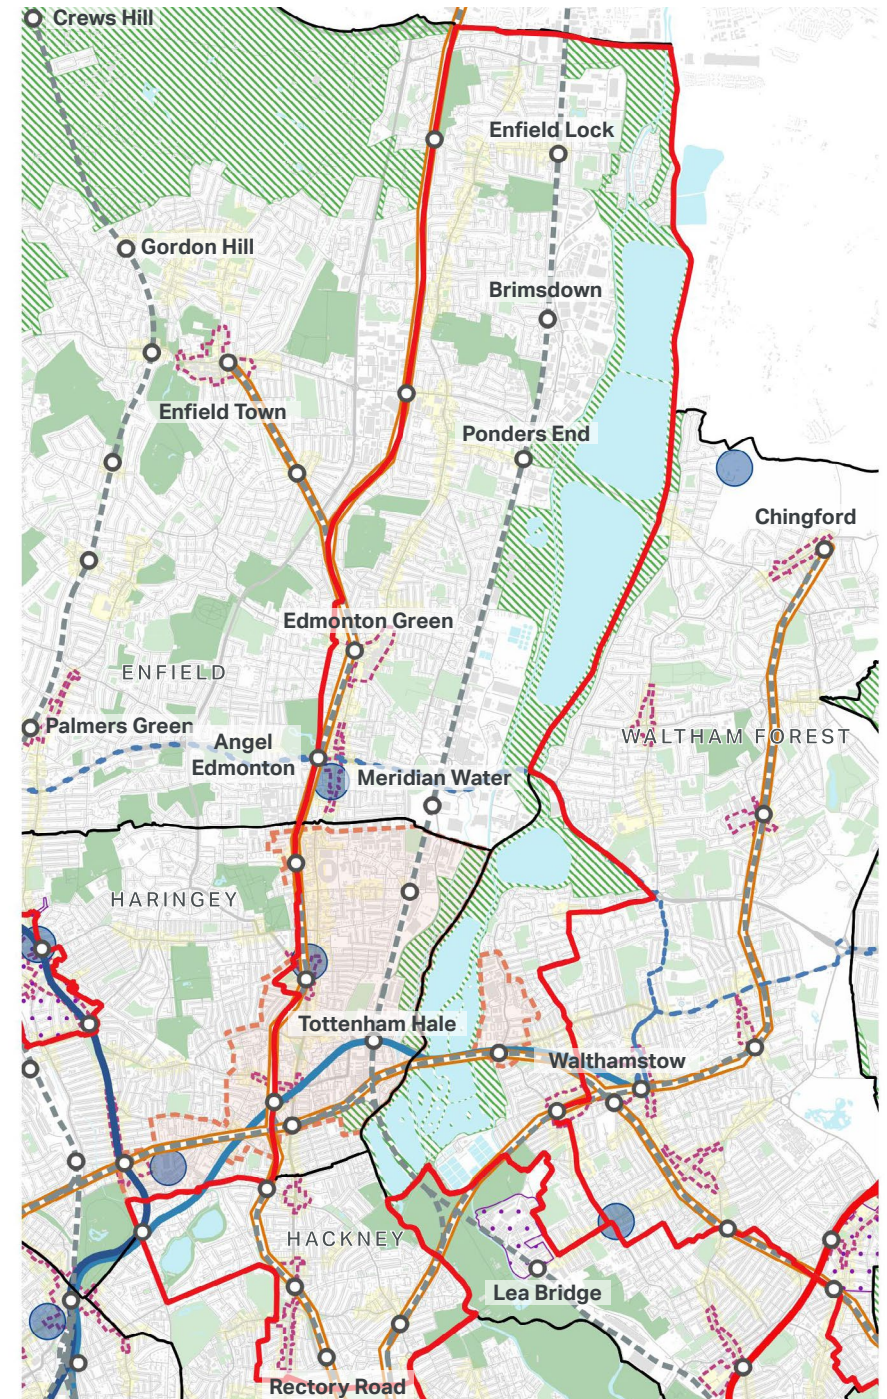 Crews Hill
Enfield Lock
Gordon Hill
Brimsdown
Enfield Town
Ponders End
Chingford
Edmonton Green
ENFIELD
Palmers Green
Angel
Edmonton
WALTHAM FOREST
Meridian Water
HARINGEY
Tottenham Hale
Walthamstow
HACKNEY
Lea Bridge
Rectory Road